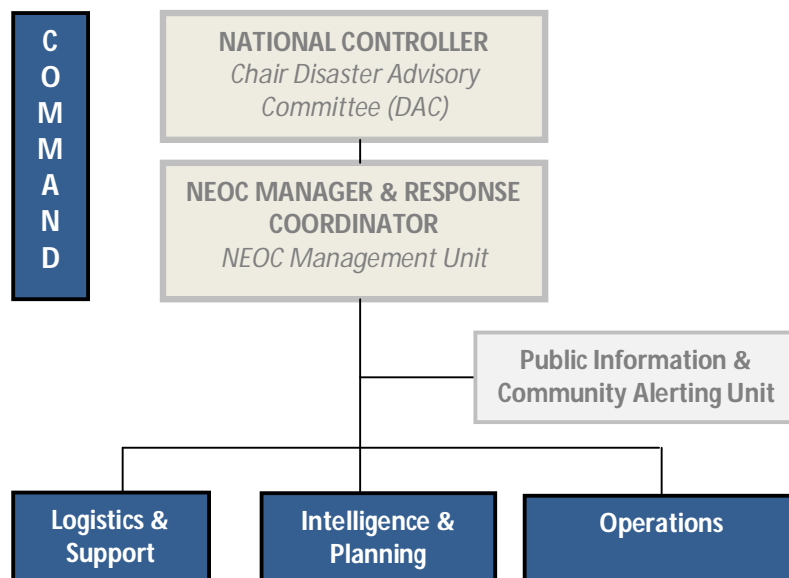 COMMAND
NATIONAL CONTROLLER
Chair Disaster Advisory
Committee (DAC)
NEOC MANAGER & RESPONSE
COORDINATOR
NEOC Management Unit
Public Information &
Community Alerting Unit
Logistics &
Support
Intelligence &
Planning
Operations